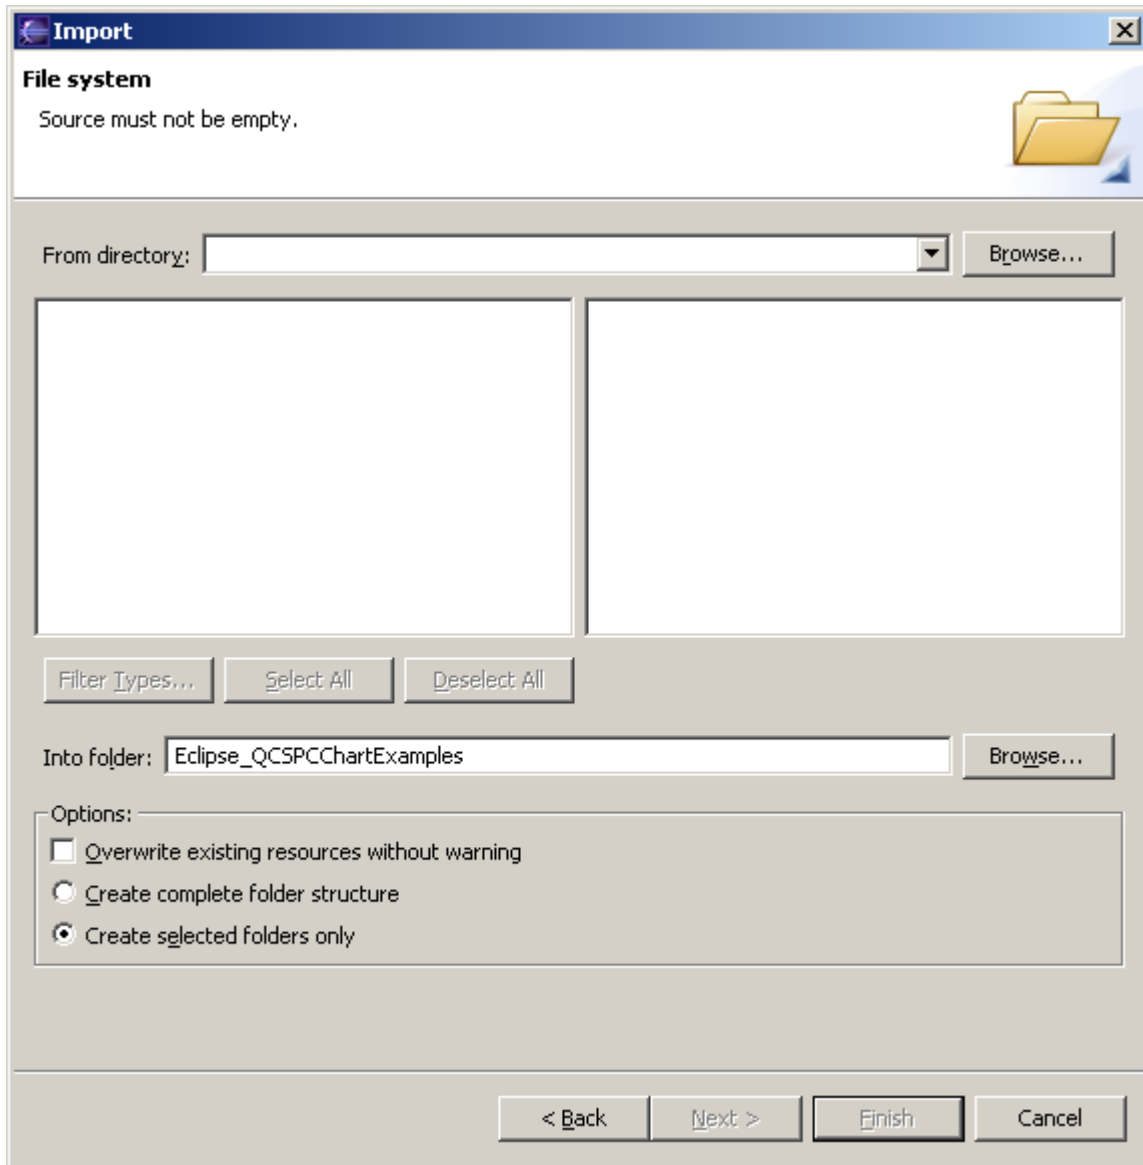 Import
File system
Source must not be empty.
From directory:
Browse...
Filter Types...
Select All
Deselect All
Into folder:
Eclipse_QCSPCChartExamples
Browse...
Options:
Overwrite existing resources without warning
Create complete folder structure
Create selected folders only
< Back
Next >
Finish
Cancel